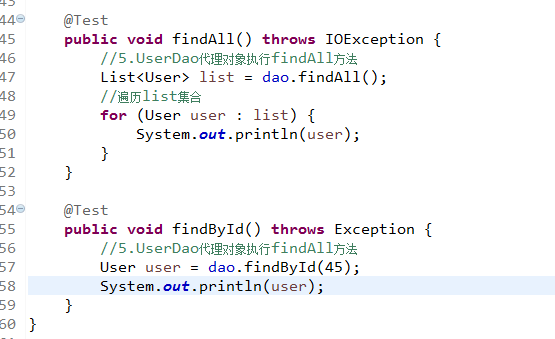 44 @Test
45 public void findAll() throws IOException {
46 //5.UserDao代理对象执行findAll方法
47 List<User> list = dao.findAll();
48 //遍历list集合
49 for (User user : list) {
50 System.out.println(user);
51 }
52 }
53
54 @Test
55 public void findById() throws Exception {
56 //5.UserDao代理对象执行findAll方法
57 User user = dao.findById(45);
58 System.out.println(user);
59 }
60 }